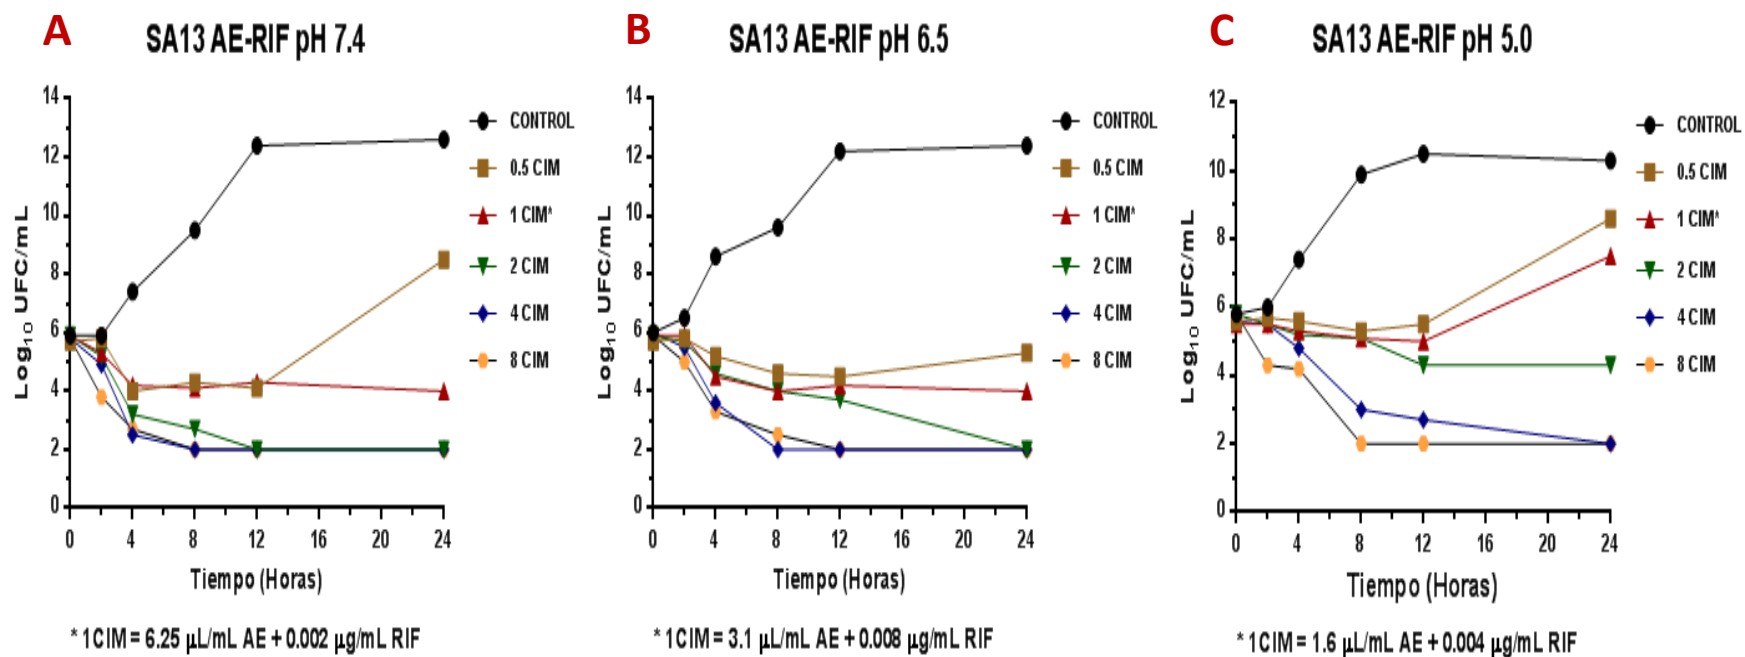 A
SA13 AE-RIF pH 7.4
Log10 UFC/mL
14
12
10
8
6
4
2
0
0 4 8 12 16 20 24
Tiempo (Horas)
CONTROL
0.5 CIM
1 CIM*
2 CIM
4 CIM
8 CIM
* 1CIM = 6.25 µL/mL AE + 0.002 µg/mL RIF
B
SA13 AE-RIF pH 6.5
Log10 UFC/mL
14
12
10
8
6
4
2
0
0 4 8 12 16 20 24
Tiempo (Horas)
CONTROL
0.5 CIM
1 CIM*
2 CIM
4 CIM
8 CIM
* 1CIM = 3.1 µL/mL AE + 0.008 µg/mL RIF
C
SA13 AE-RIF pH 5.0
Log10 UFC/mL
12
10
8
6
4
2
0
0 4 8 12 16 20 24
Tiempo (Horas)
CONTROL
0.5 CIM
1 CIM*
2 CIM
4 CIM
8 CIM
* 1CIM = 1.6 µL/mL AE + 0.004 µg/mL RIF